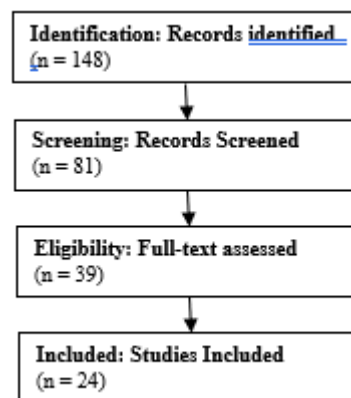 Identification: Records identified
(n = 148)
Screening: Records Screened
(n = 81)
Eligibility: Full-text assessed
(n = 39)
Included: Studies Included
(n = 24)